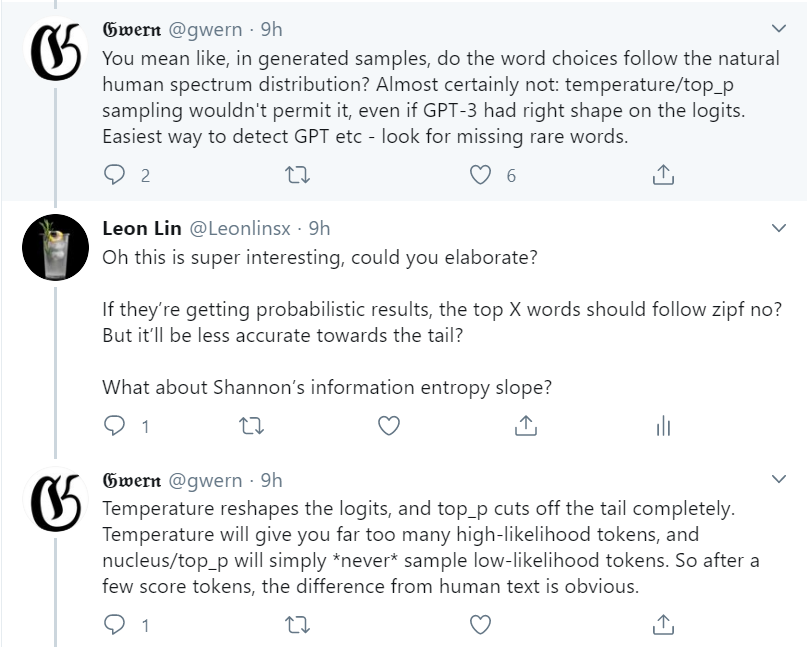 Gwern @gwern · 9h
You mean like, in generated samples, do the word choices follow the natural
human spectrum distribution? Almost certainly not: temperature/top_p
sampling wouldn't permit it, even if GPT-3 had right shape on the logits.
Easiest way to detect GPT etc - look for missing rare words.
2 6
Leon Lin @Leonlinsx · 9h
Oh this is super interesting, could you elaborate?
If they’re getting probabilistic results, the top X words should follow zipf no?
But it’ll be less accurate towards the tail?
What about Shannon’s information entropy slope?
1
Gwern @gwern · 9h
Temperature reshapes the logits, and top_p cuts off the tail completely.
Temperature will give you far too many high-likelihood tokens, and
nucleus/top_p will simply *never* sample low-likelihood tokens. So after a
few score tokens, the difference from human text is obvious.
1